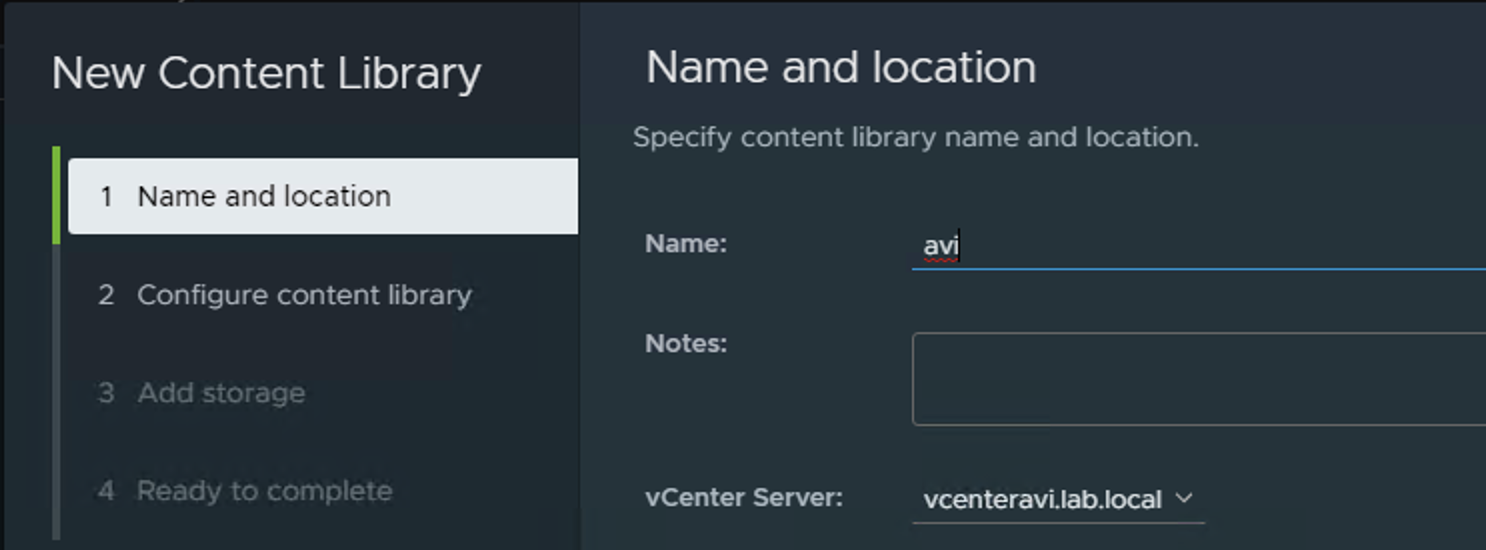 New Content Library
1 Name and location
2 Configure content library
3 Add storage
4 Ready to complete
Name and location
Specify content library name and location.
Name: avi
Notes:
vCenter Server: vcenteravi.lab.local